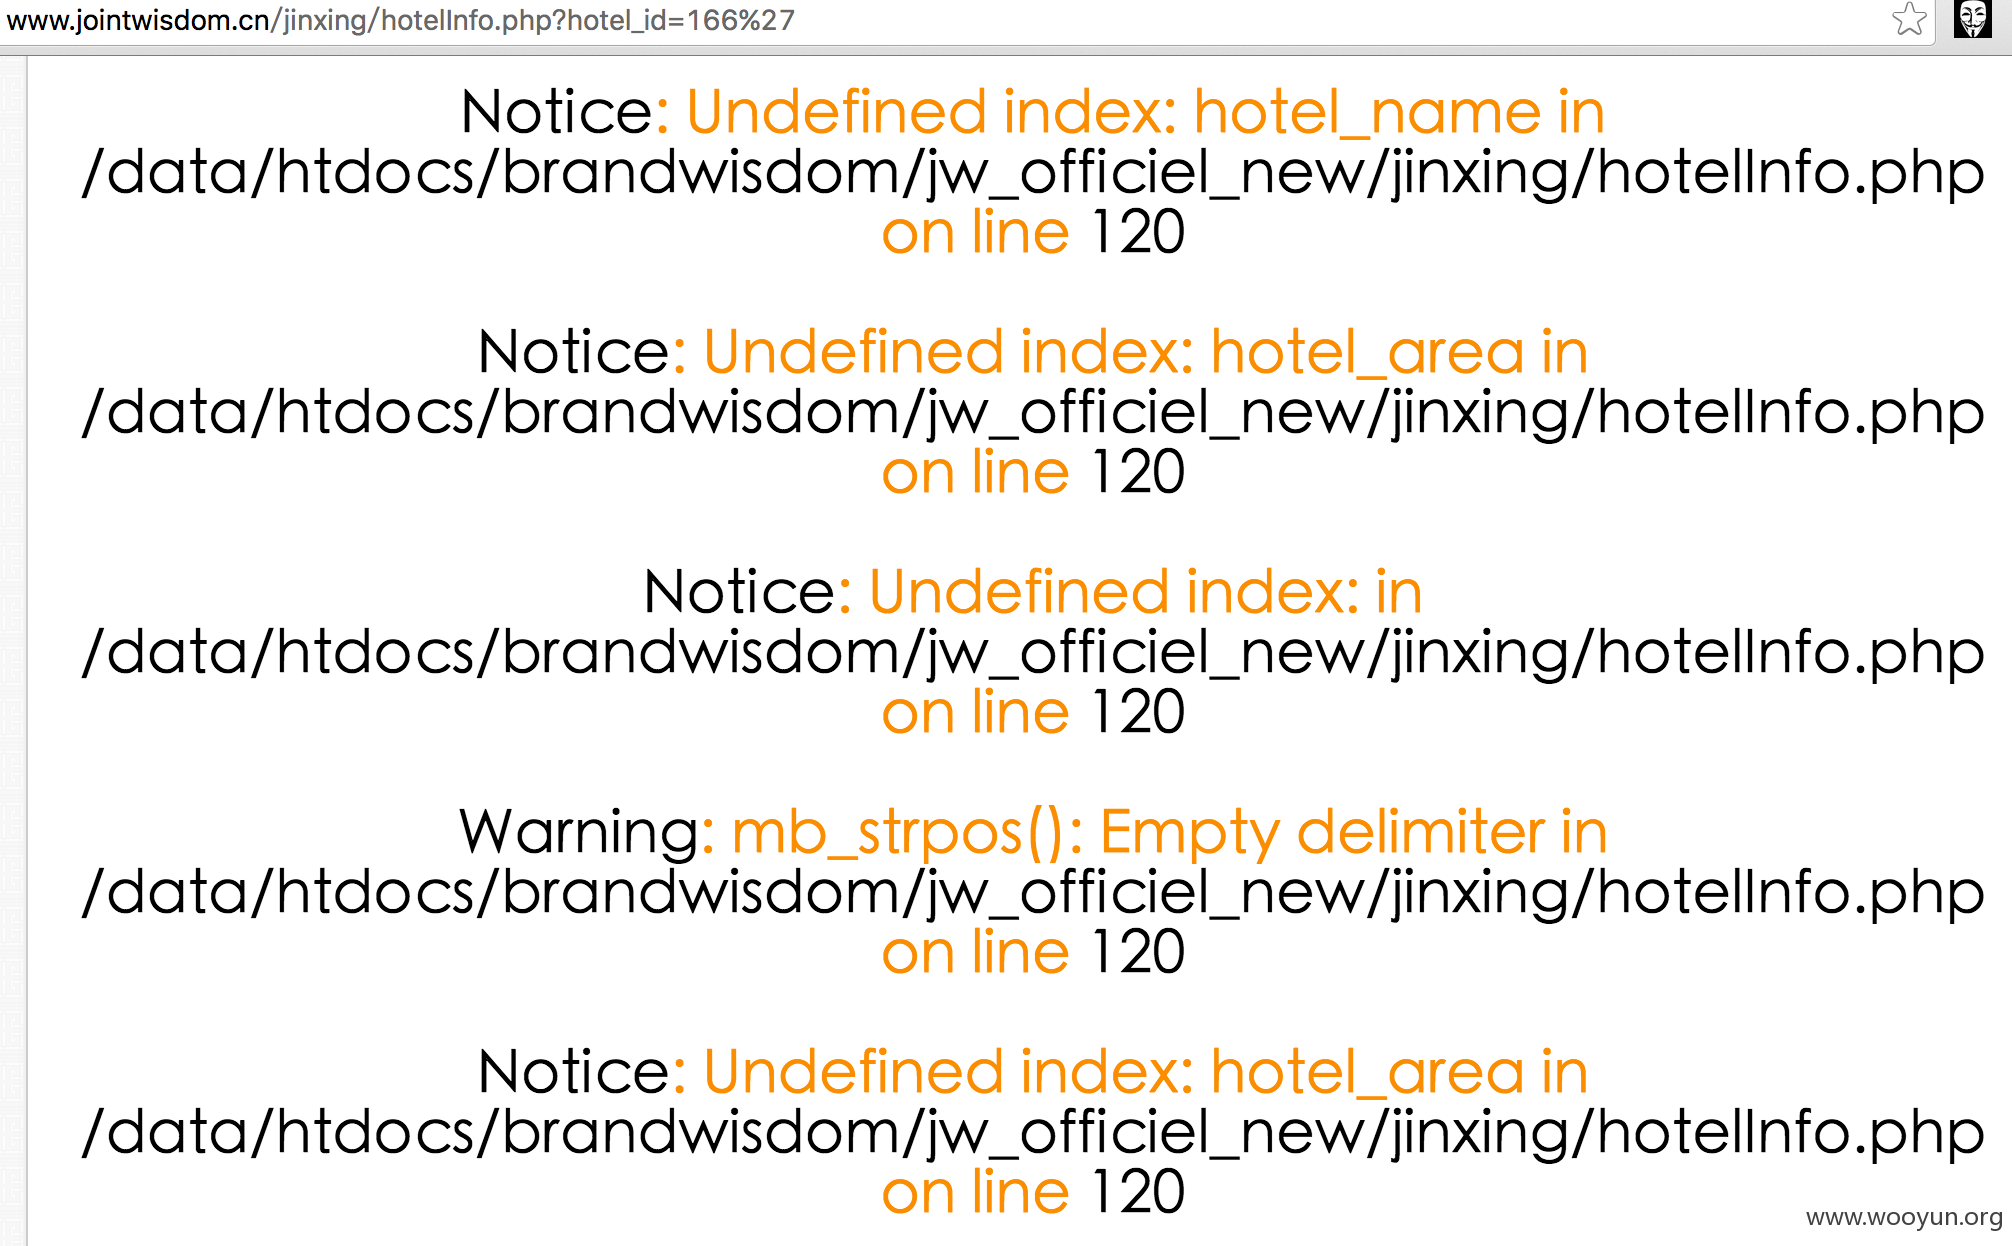 www.jointwisdom.cn/jinxing/hotelInfo.php?hotel_id=166%27
Notice: Undefined index: hotel_name in
/data/htdocs/brandwisdom/jw_officiel_new/jinxing/hotelInfo.php
on line 120
Notice: Undefined index: hotel_area in
/data/htdocs/brandwisdom/jw_officiel_new/jinxing/hotelInfo.php
on line 120
Notice: Undefined index: in
/data/htdocs/brandwisdom/jw_officiel_new/jinxing/hotelInfo.php
on line 120
Warning: mb_strpos(): Empty delimiter in
/data/htdocs/brandwisdom/jw_officiel_new/jinxing/hotelInfo.php
on line 120
Notice: Undefined index: hotel_area in
/data/htdocs/brandwisdom/jw_officiel_new/jinxing/hotelInfo.php
on line 120
www.wooyun.org